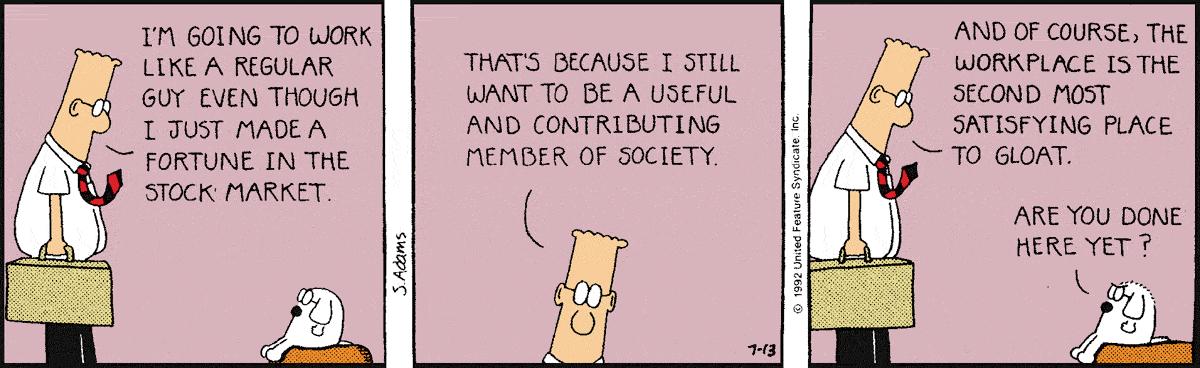 I'M GOING TO WORK
LIKE A REGULAR
GUY EVEN THOUGH
I JUST MADE A
FORTUNE IN THE
STOCK MARKET.
S. Adams
THAT'S BECAUSE I STILL
WANT TO BE A USEFUL
AND CONTRIBUTING
MEMBER OF SOCIETY.
7-13
© 1992 United Feature Syndicate, Inc.
AND OF COURSE, THE
WORKPLACE IS THE
SECOND MOST
SATISFYING PLACE
TO GLOAT.
ARE YOU DONE
HERE YET?